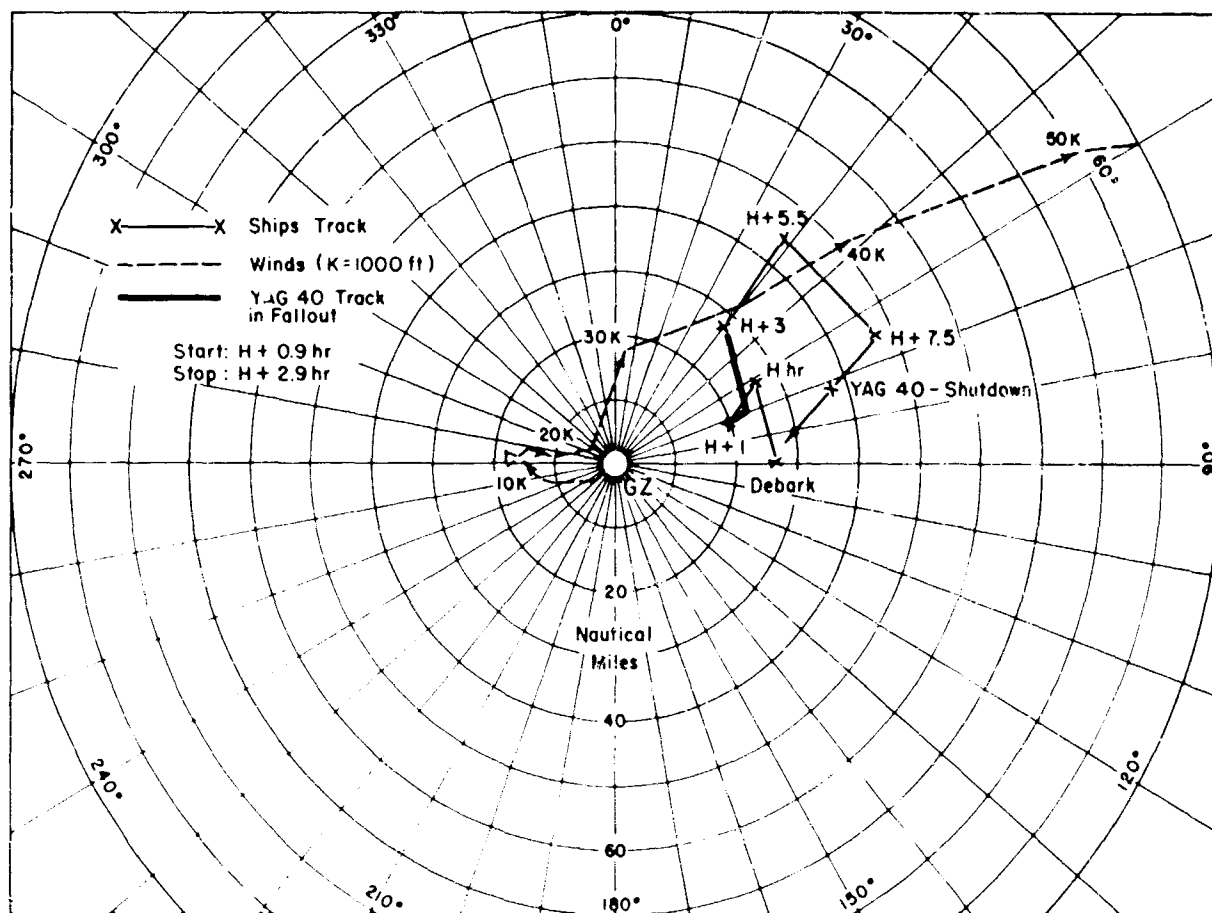 330°
0°
30°
300°
50K
60°
X X Ships Track
H + 5.5
40K
Winds (K = 1000 ft)
YAG 40 Track
in Fallout
30K
H + 3
H + 7.5
Start: H + 0.9 hr
Stop: H + 2.9 hr
H hr
YAG 40 - Shutdown
20K
H + 1
270°
90°
10K
GZ
Debark
20
Nautical
Miles
40
240°
120°
60
210°
180°
150°